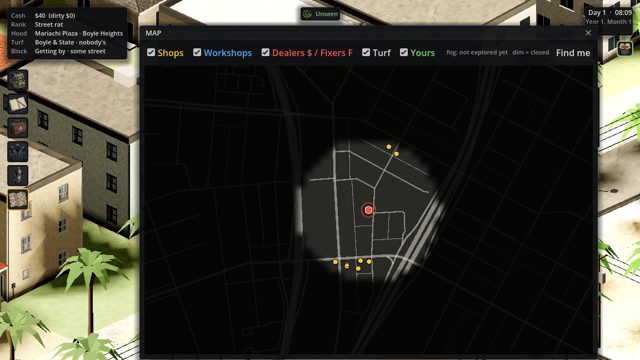 Cash $40 (dirty $0)
Rank Street rat
Hood Mariachi Plaza · Boyle Heights
Turf Boyle & State · nobody's
Block Getting by · some street
Unseen
Day 1 · 08:09
Year 1, Month 1
MAP ×
Shops Workshops Dealers $ / Fixers F Turf Yours fog: not explored yet dim = closed Find me